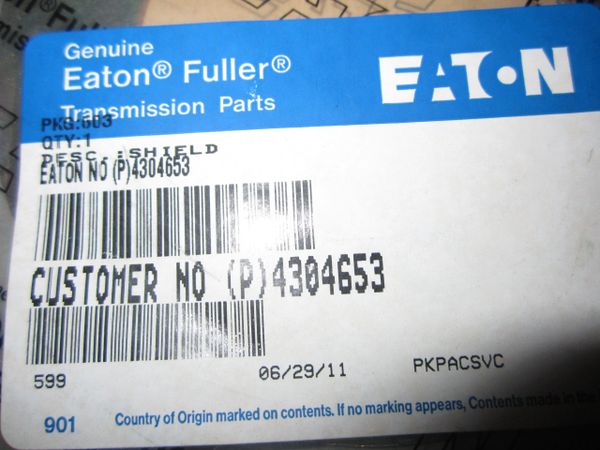 Genuine
Eaton® Fuller®
Transmission Parts
EATON
PKG:003
QTY:1
DESC.:SHIELD
EATON NO (P)4304653
CUSTOMER NO (P)4304653
599 06/29/11 PKPACSVC
901 Country of Origin marked on contents. If no marking appears, Contents made in the